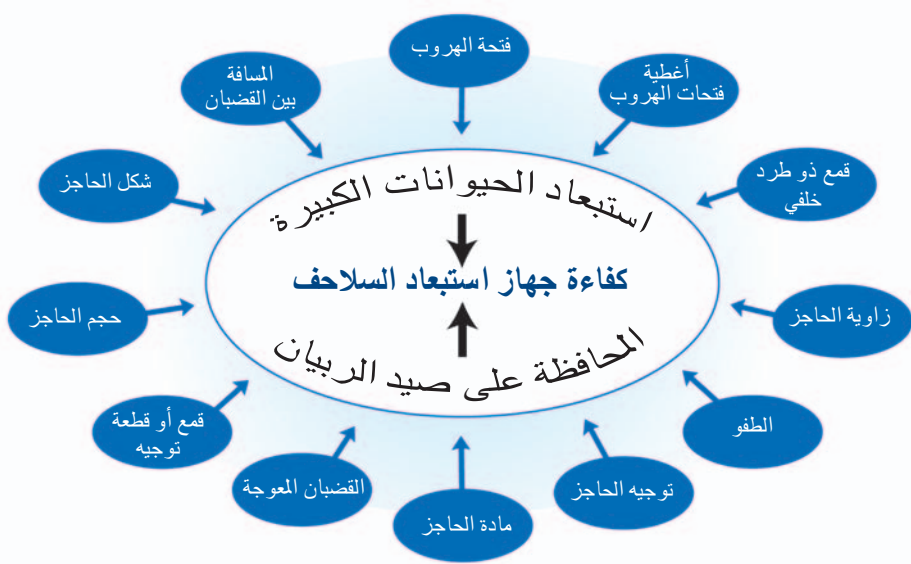 فتحة الهروب
أغطية
فتحات الهروب
المسافة
بين القضبان
قمع ذو طرد
خلفي
شكل الحاجز
استبعاد الحيوانات الكبيرة
كفاءة جهاز استبعاد السلاحف
المحافظة على صيد الربيان
زاوية الحاجز
حجم الحاجز
الطفو
قمع أو قطعة
توجيه
توجيه الحاجز
القضبان المعوجة
مادة الحاجز